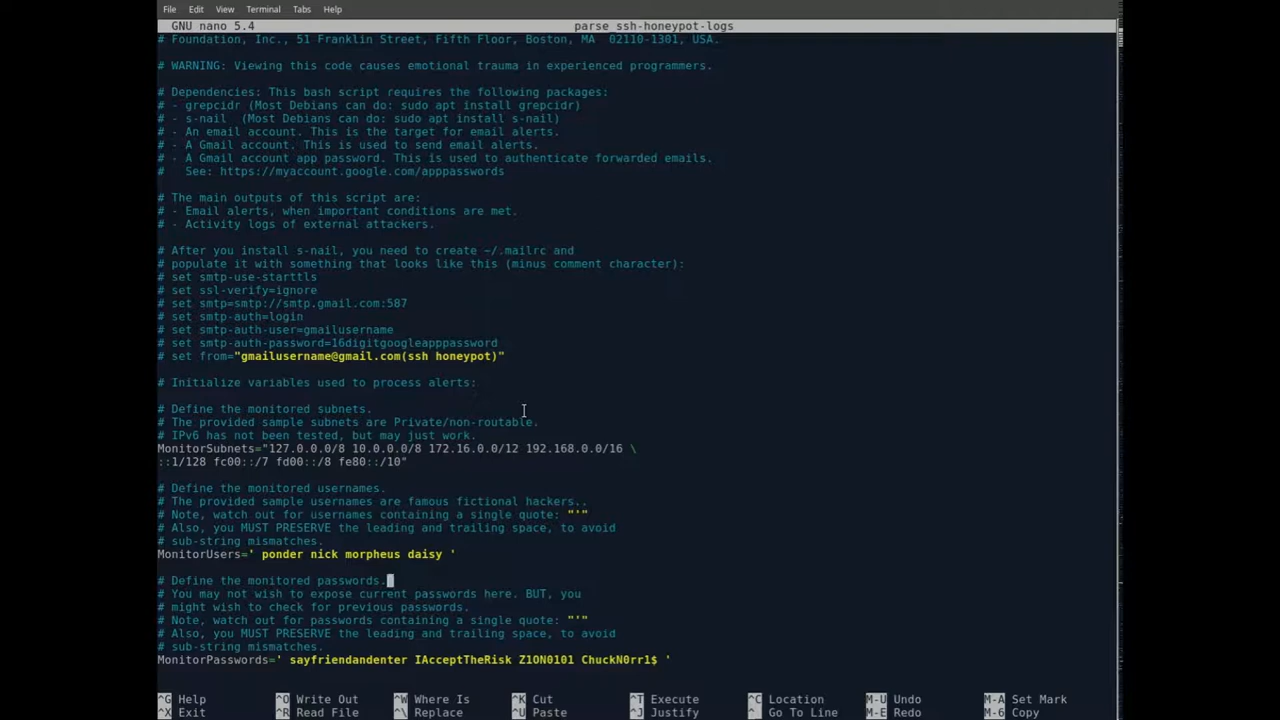 File Edit View Terminal Tabs Help
GNU nano 5.4 parse ssh-honeypot-logs
# Foundation, Inc., 51 Franklin Street, Fifth Floor, Boston, MA  02110-1301, USA.
# WARNING: Viewing this code causes emotional trauma in experienced programmers.
# Dependencies: This bash script requires the following packages:
# - grepcidr (Most Debians can do: sudo apt install grepcidr)
# - s-nail  (Most Debians can do: sudo apt install s-nail)
# - An email account. This is the target for email alerts.
# - A Gmail account. This is used to send email alerts.
# - A Gmail account app password. This is used to authenticate forwarded emails.
#   See: https://myaccount.google.com/apppasswords
# The main outputs of this script are:
# - Email alerts, when important conditions are met.
# - Activity logs of external attackers.
# After you install s-nail, you need to create ~/.mailrc and
# populate it with something that looks like this (minus comment character):
# set smtp-use-starttls
# set ssl-verify=ignore
# set smtp=smtp://smtp.gmail.com:587
# set smtp-auth=login
# set smtp-auth-user=gmailusername
# set smtp-auth-password=16digitgoogleapppassword
# set from="gmailusername@gmail.com(ssh honeypot)"
# Initialize variables used to process alerts:
# Define the monitored subnets.
# The provided sample subnets are Private/non-routable.
# IPv6 has not been tested, but may just work.
MonitorSubnets="127.0.0.0/8 10.0.0.0/8 172.16.0.0/12 192.168.0.0/16 \
::1/128 fc00::/7 fd00::/8 fe80::/10"
# Define the monitored usernames.
# The provided sample usernames are famous fictional hackers..
# Note, watch out for usernames containing a single quote: "'"
# Also, you MUST PRESERVE the leading and trailing space, to avoid
# sub-string mismatches.
MonitorUsers=' ponder nick morpheus daisy '
# Define the monitored passwords.
# You may not wish to expose current passwords here. BUT, you
# might wish to check for previous passwords.
# Note, watch out for passwords containing a single quote: "'"
# Also, you MUST PRESERVE the leading and trailing space, to avoid
# sub-string mismatches.
MonitorPasswords=' sayfriendandenter IAcceptTheRisk Z1ON0101 ChuckN0rr1$ '
^G Help ^O Write Out ^W Where Is ^K Cut ^T Execute ^C Location M-U Undo M-A Set Mark
^X Exit ^R Read File ^\ Replace ^U Paste ^J Justify ^_ Go To Line M-E Redo M-6 Copy